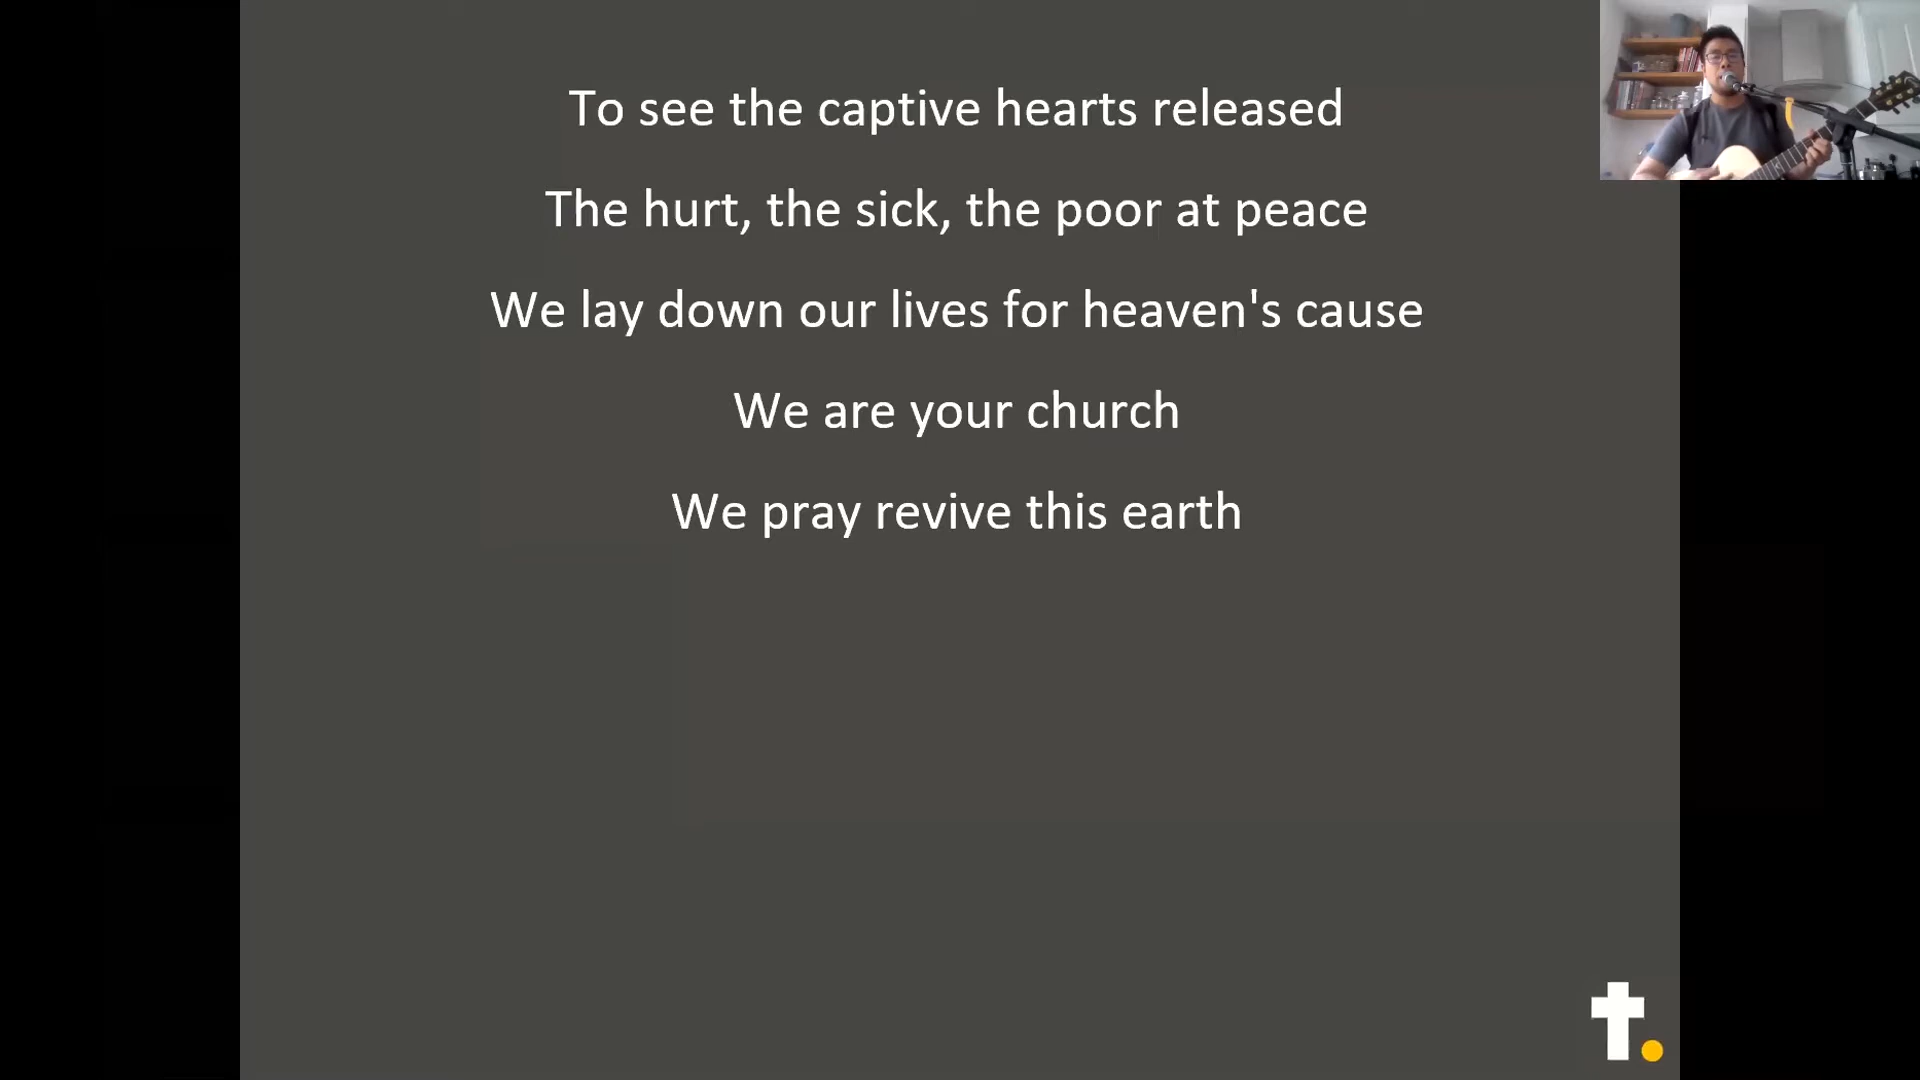 To see the captive hearts released
The hurt, the sick, the poor at peace
We lay down our lives for heaven's cause
We are your church
We pray revive this earth